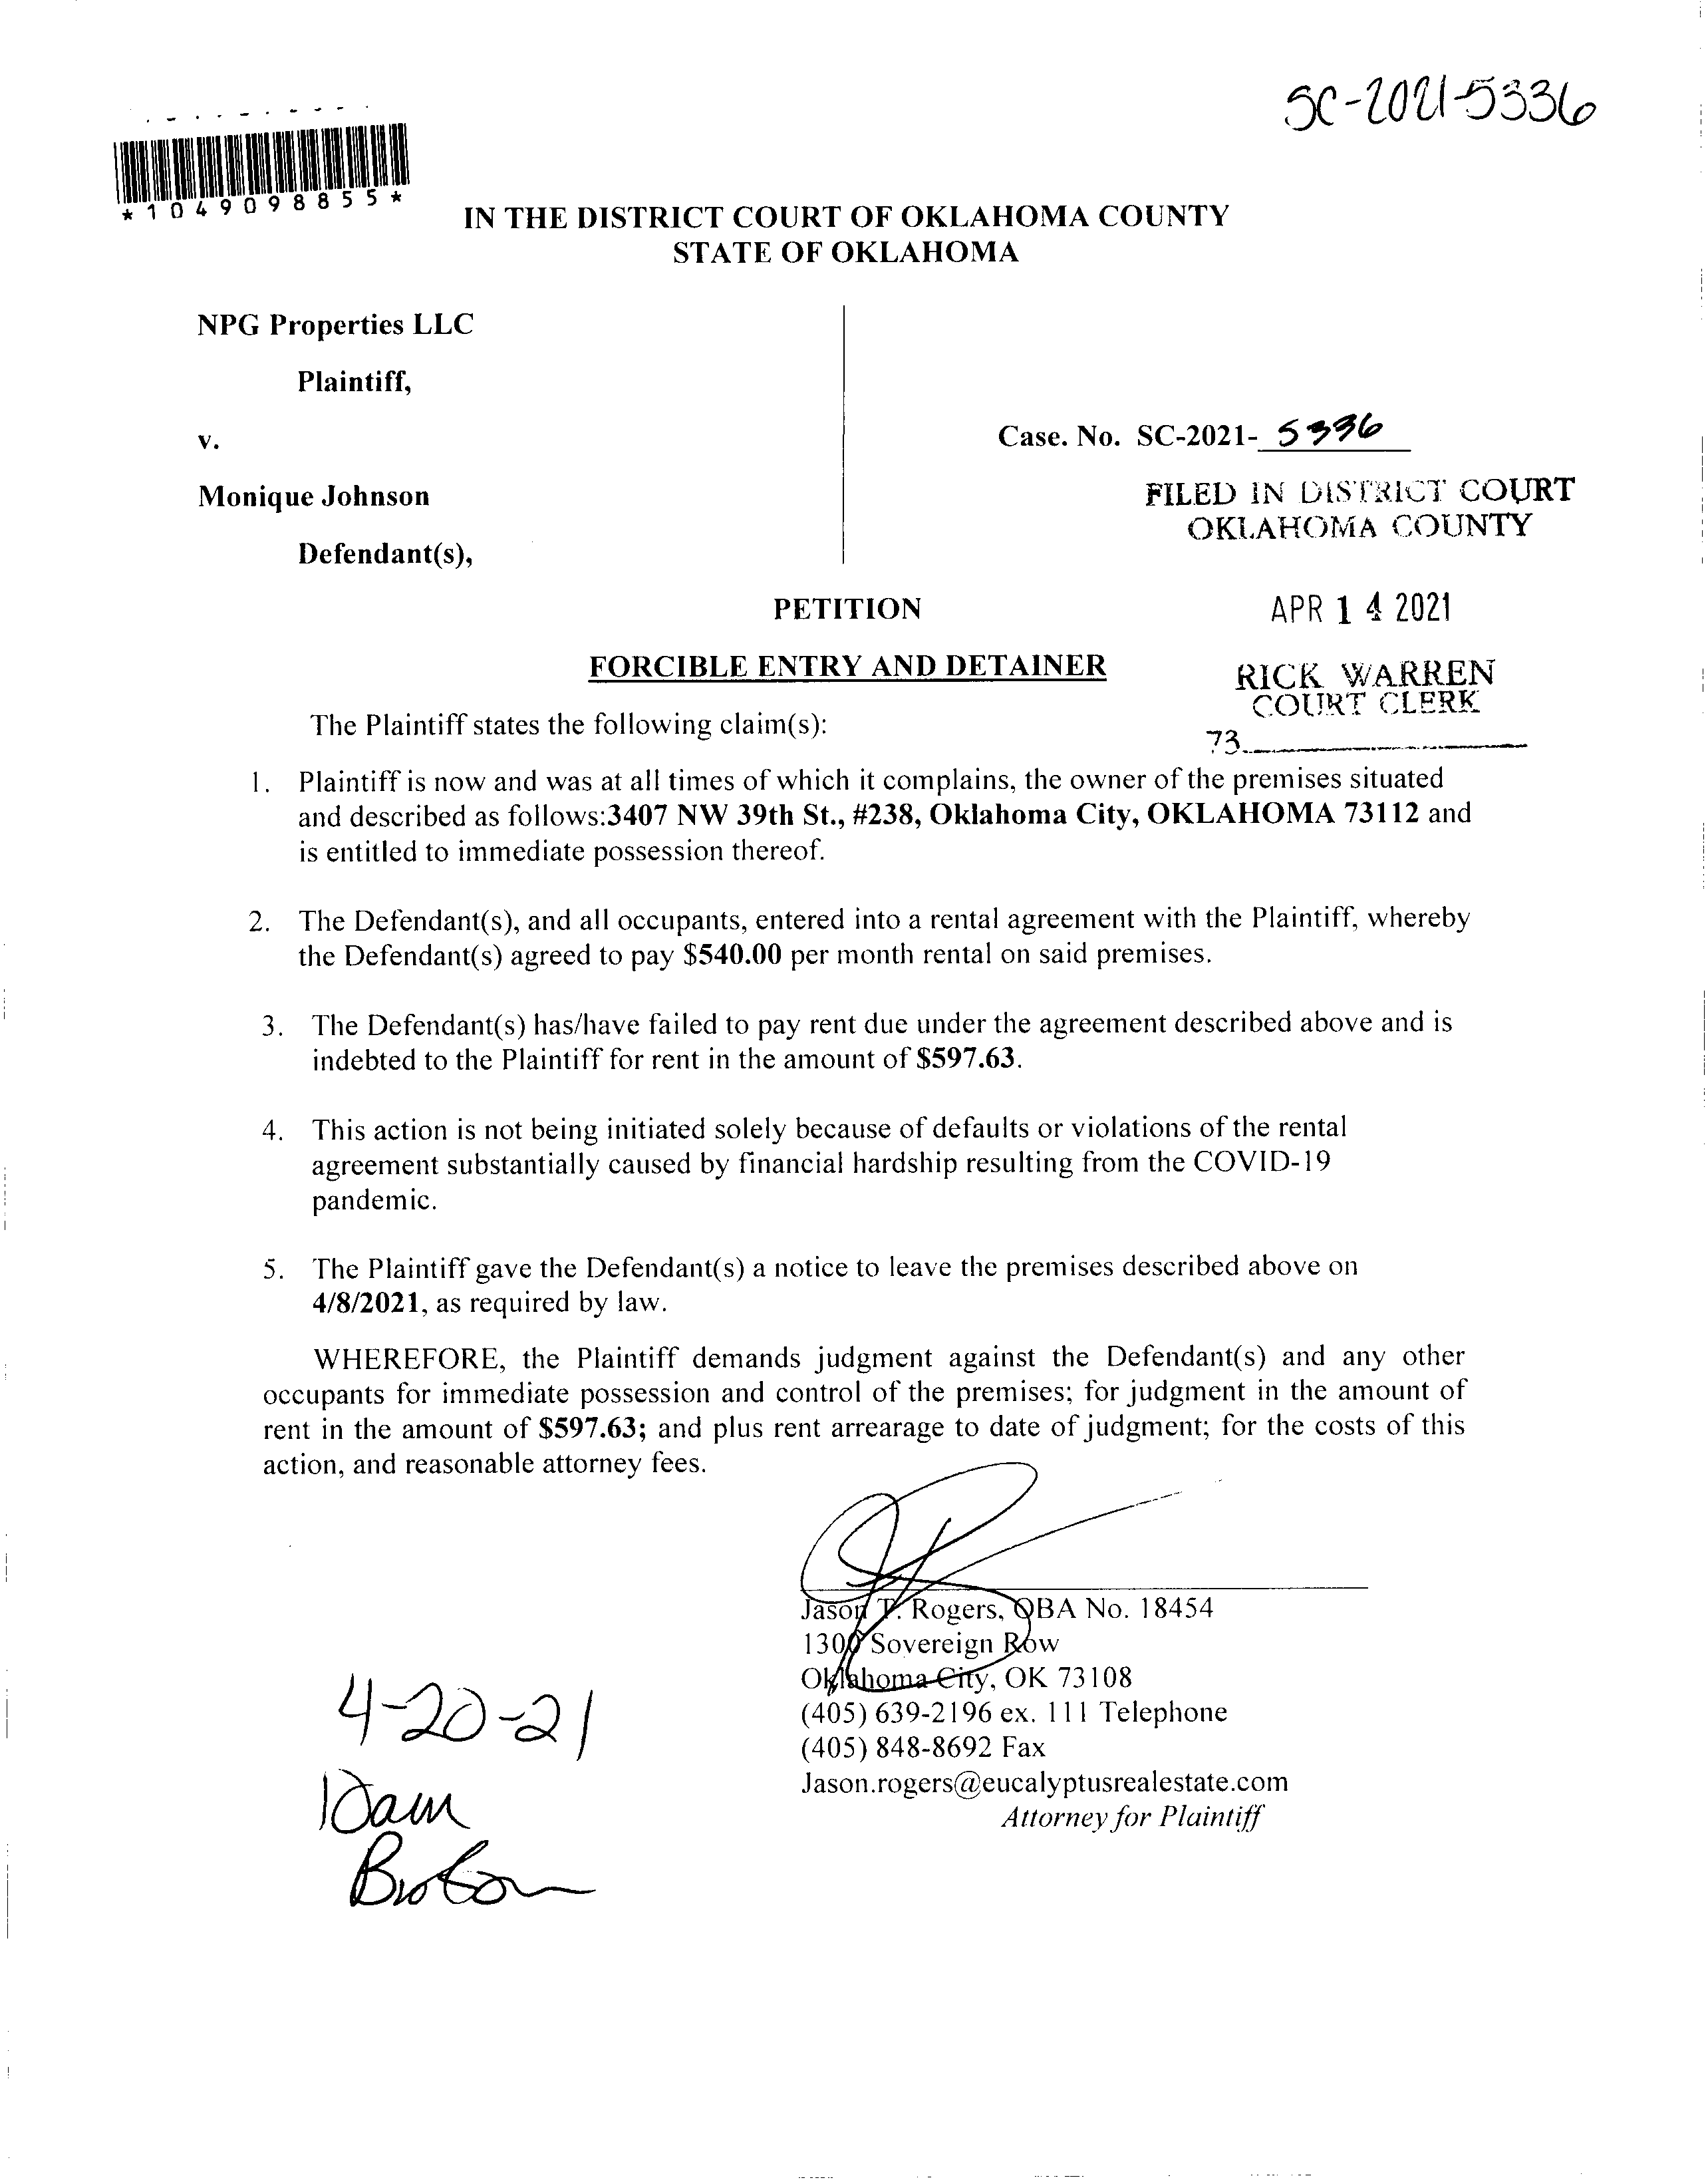 SC-2021-5336
*1049098855*
IN THE DISTRICT COURT OF OKLAHOMA COUNTY
STATE OF OKLAHOMA
NPG Properties LLC
Plaintiff,
v.
Case. No. SC-2021- 5336
Monique Johnson
FILED IN DISTRICT COURT
OKLAHOMA COUNTY
Defendant(s),
PETITION
APR 14 2021
FORCIBLE ENTRY AND DETAINER
RICK WARREN
COURT CLERK
The Plaintiff states the following claim(s):
73
1. Plaintiff is now and was at all times of which it complains, the owner of the premises situated
and described as follows:3407 NW 39th St., #238, Oklahoma City, OKLAHOMA 73112 and
is entitled to immediate possession thereof.
2. The Defendant(s), and all occupants, entered into a rental agreement with the Plaintiff, whereby
the Defendant(s) agreed to pay $540.00 per month rental on said premises.
3. The Defendant(s) has/have failed to pay rent due under the agreement described above and is
indebted to the Plaintiff for rent in the amount of $597.63.
4. This action is not being initiated solely because of defaults or violations of the rental
agreement substantially caused by financial hardship resulting from the COVID-19
pandemic.
5. The Plaintiff gave the Defendant(s) a notice to leave the premises described above on
4/8/2021, as required by law.
WHEREFORE, the Plaintiff demands judgment against the Defendant(s) and any other
occupants for immediate possession and control of the premises; for judgment in the amount of
rent in the amount of $597.63; and plus rent arrearage to date of judgment; for the costs of this
action, and reasonable attorney fees.
Jason T. Rogers, OBA No. 18454
1300 Sovereign Row
Oklahoma City, OK 73108
(405) 639-2196 ex. 111 Telephone
(405) 848-8692 Fax
Jason.rogers@eucalyptusrealestate.com
Attorney for Plaintiff
4-20-21
10am